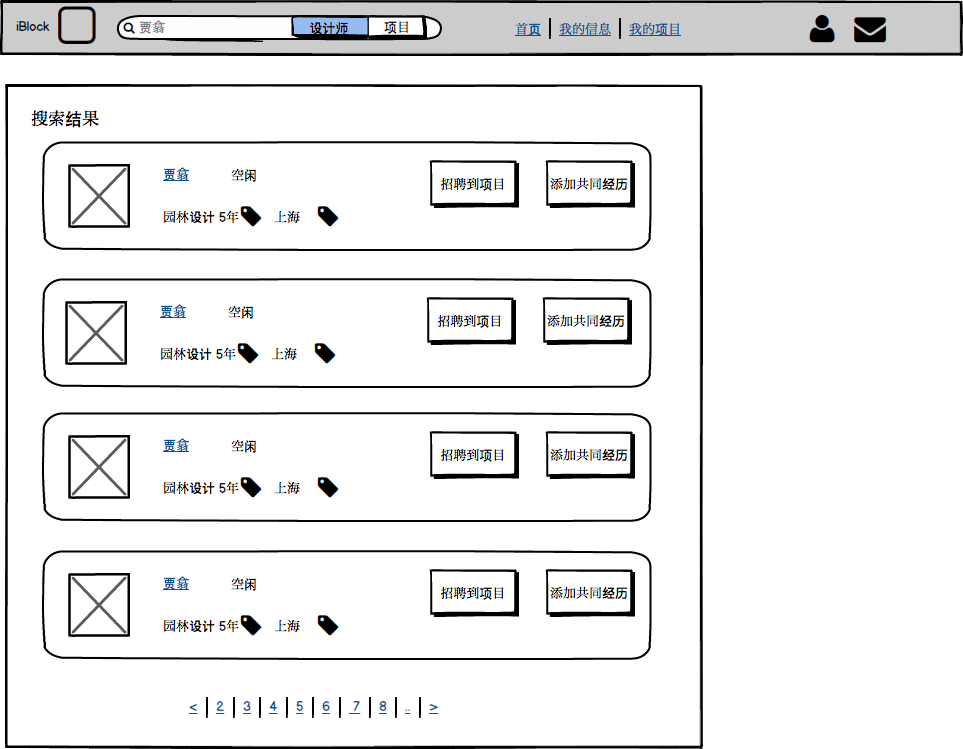 iBlock 贾翕 设计师 项目 首页 我的信息 我的项目
搜索结果
贾翕 空闲 招聘到项目 添加共同经历
园林设计 5年 上海
贾翕 空闲 招聘到项目 添加共同经历
园林设计 5年 上海
贾翕 空闲 招聘到项目 添加共同经历
园林设计 5年 上海
贾翕 空闲 招聘到项目 添加共同经历
园林设计 5年 上海
< 2 3 4 5 6 7 8 .. >